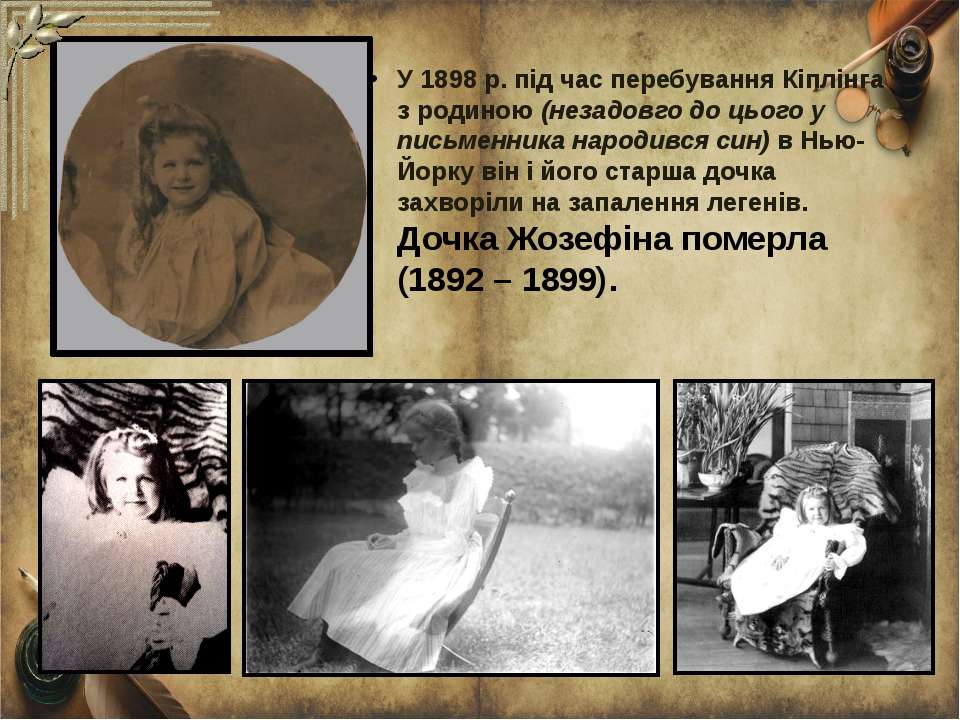 • У 1898 р. під час перебування Кіплінга
з родиною (незадовго до цього у
письменника народився син) в Нью-
Йорку він і його старша дочка
захворіли на запалення легенів.
Дочка Жозефіна померла
(1892 – 1899).